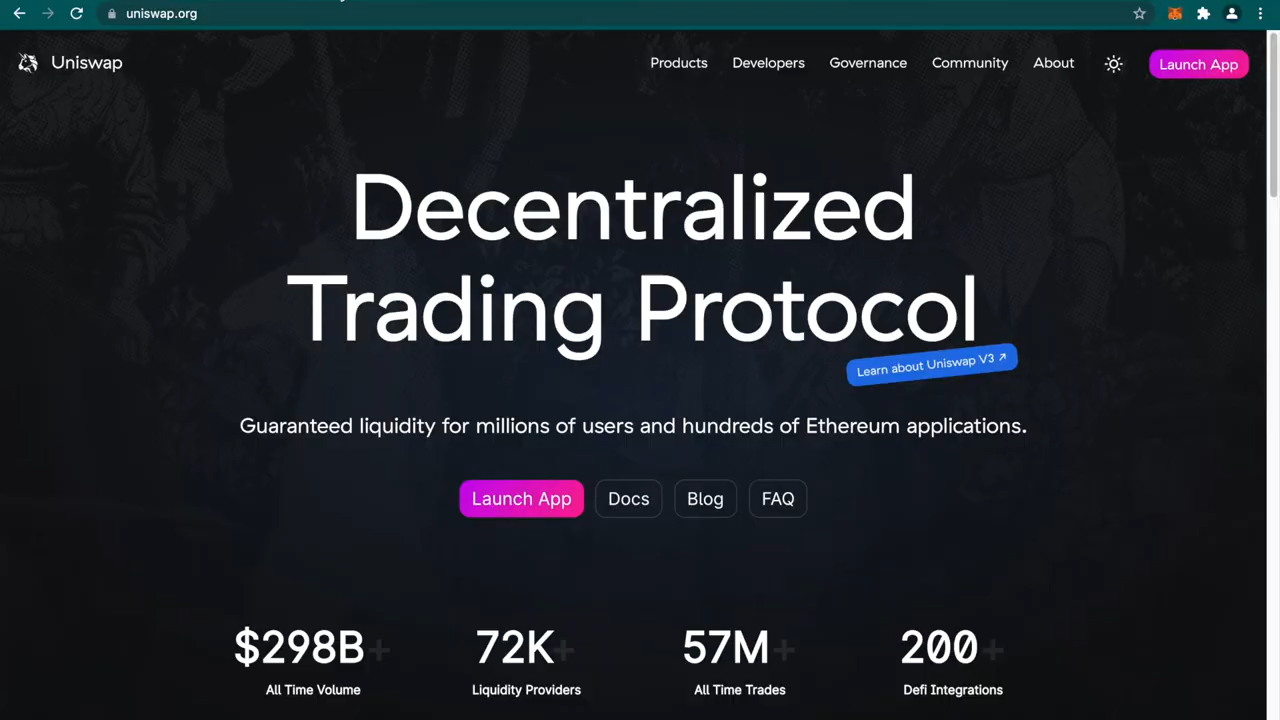 uniswap.org
Uniswap
Products Developers Governance Community About Launch App
Decentralized
Trading Protocol
Learn about Uniswap V3 ↗
Guaranteed liquidity for millions of users and hundreds of Ethereum applications.
Launch App Docs Blog FAQ
$298B+ 72K+ 57M+ 200+
All Time Volume Liquidity Providers All Time Trades Defi Integrations